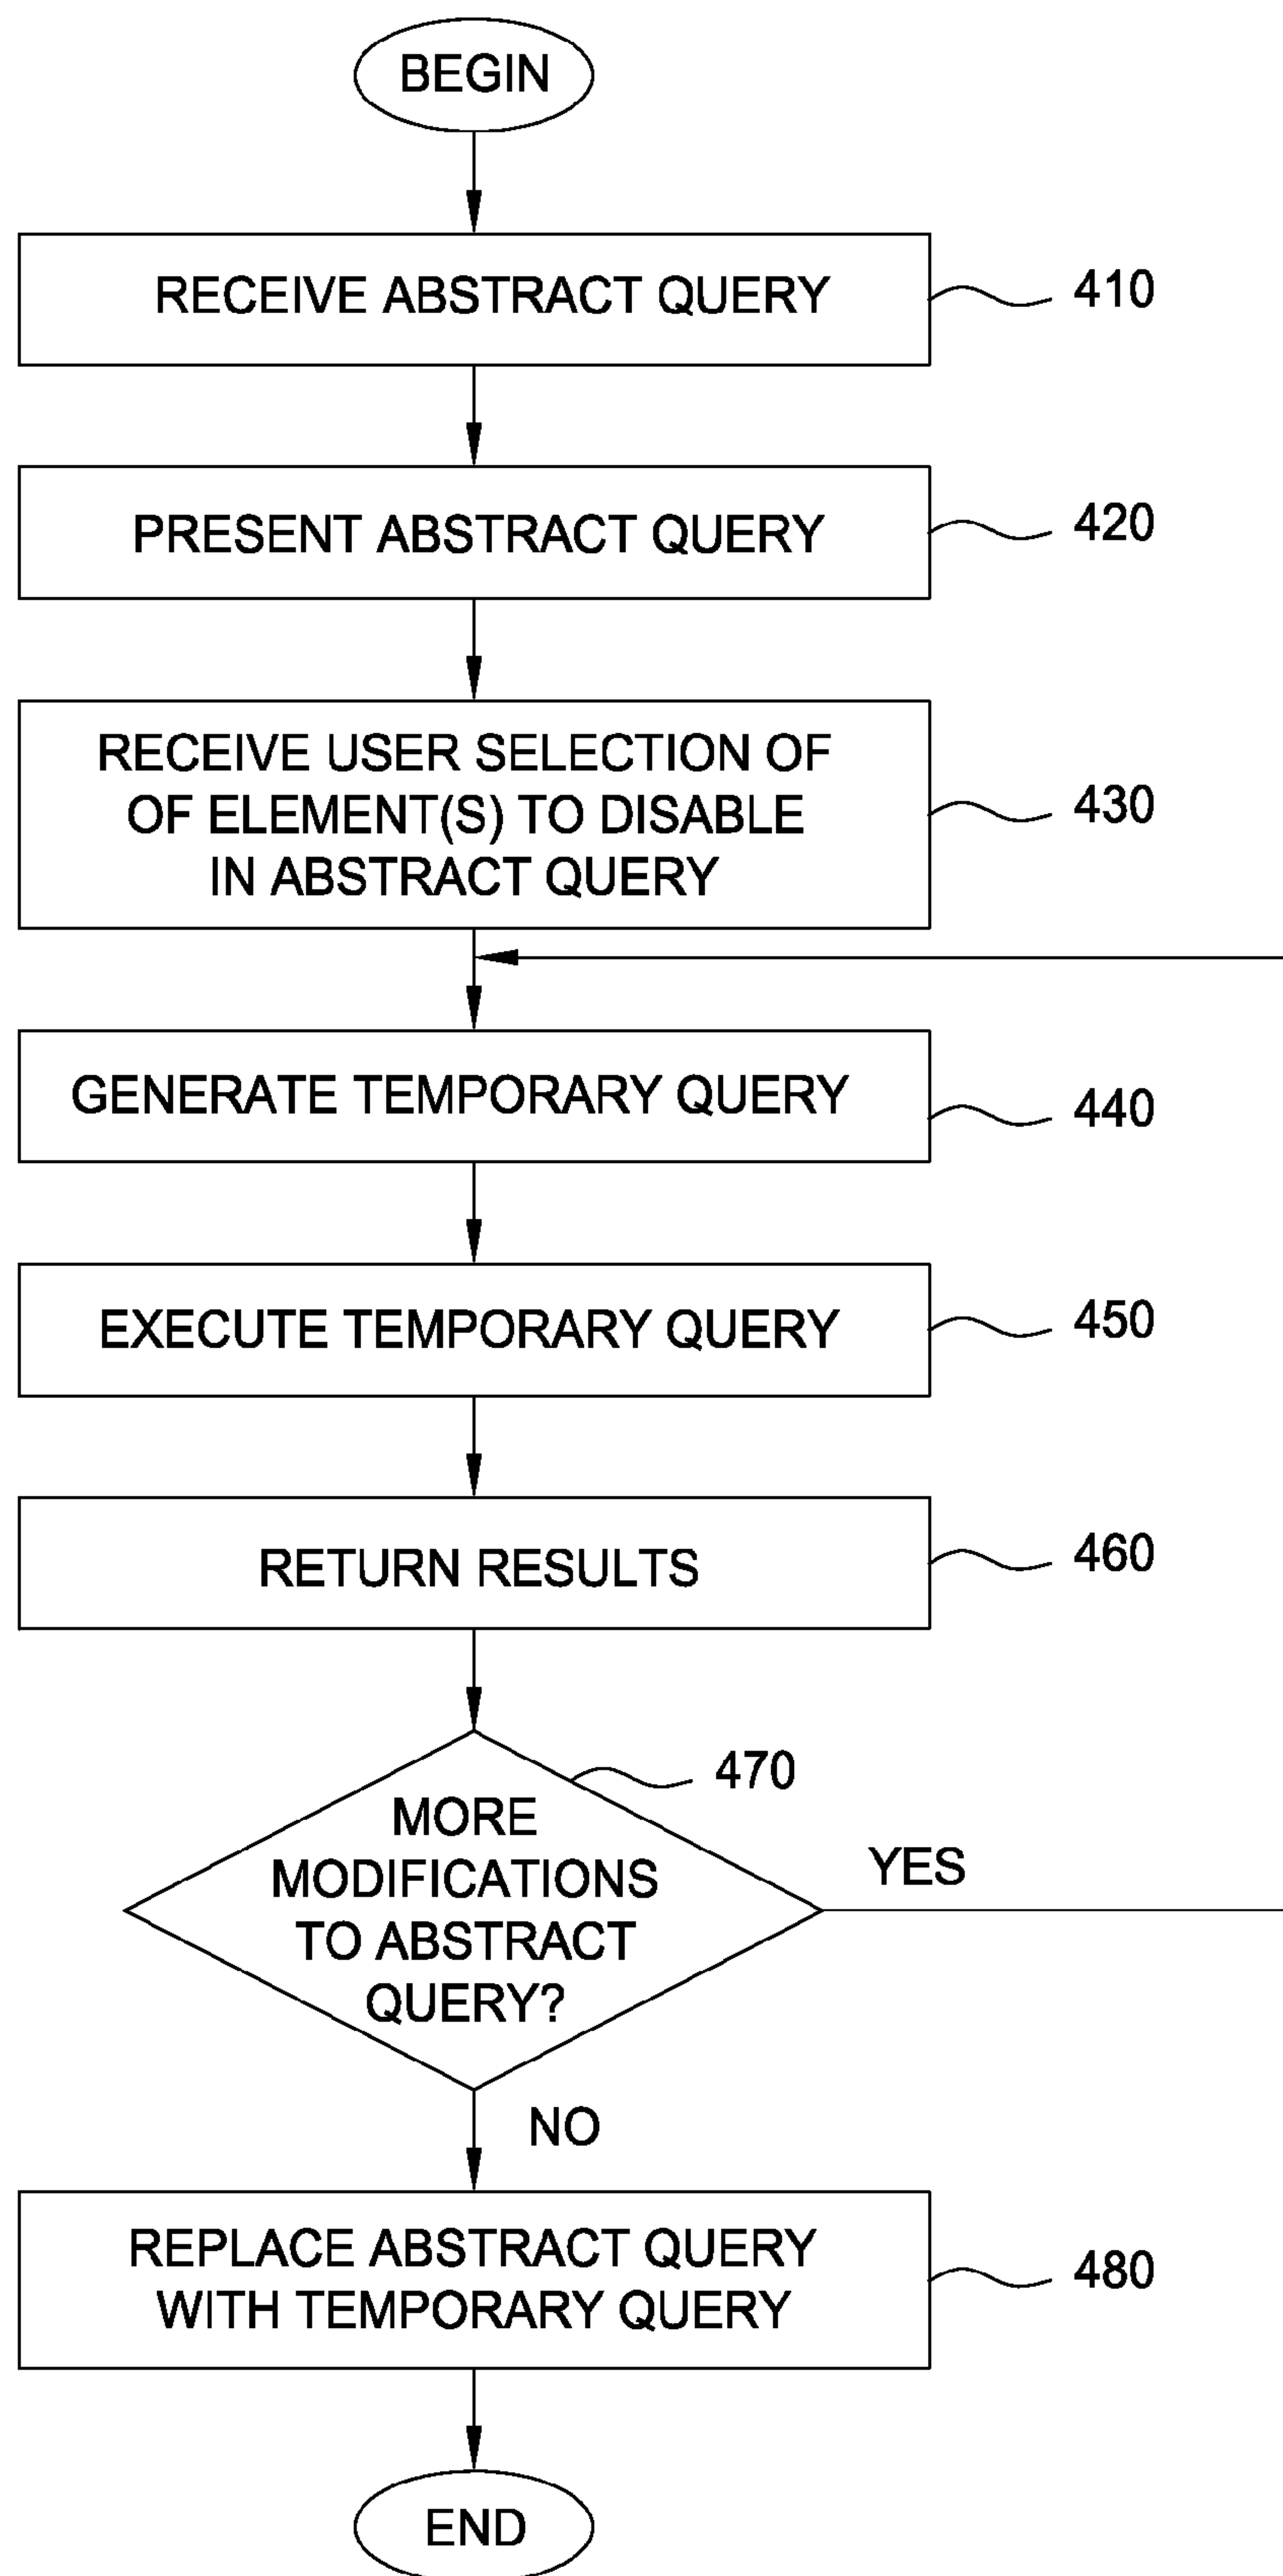 BEGIN
RECEIVE ABSTRACT QUERY
410
PRESENT ABSTRACT QUERY
420
RECEIVE USER SELECTION OF
OF ELEMENT(S) TO DISABLE
IN ABSTRACT QUERY
430
GENERATE TEMPORARY QUERY
440
EXECUTE TEMPORARY QUERY
450
RETURN RESULTS
460
470
MORE
MODIFICATIONS
TO ABSTRACT
QUERY?
YES
NO
REPLACE ABSTRACT QUERY
WITH TEMPORARY QUERY
480
END